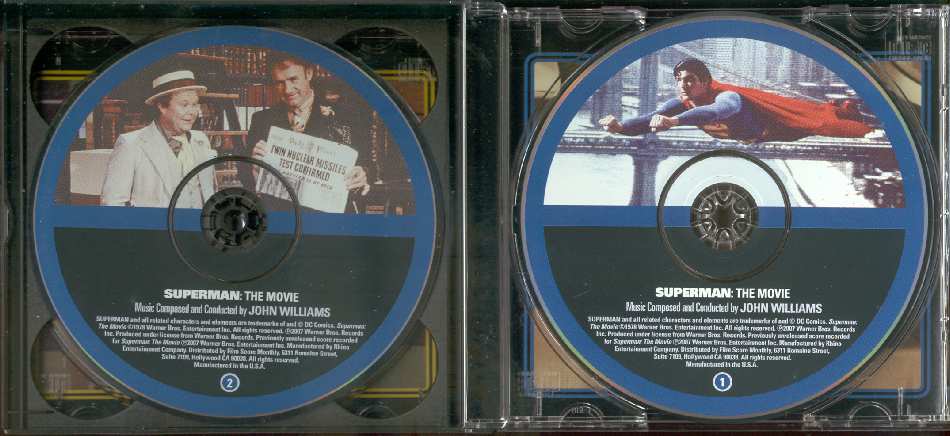 Daily Planet
TWIN NUCLEAR MISSILES
TEST CONFIRMED
SUPERMAN: THE MOVIE
Music Composed and Conducted by JOHN WILLIAMS
SUPERMAN and all related characters and elements are trademarks of and © DC Comics. Superman:
The Movie ©1978 Warner Bros. Entertainment Inc. All rights reserved. ℗2007 Warner Bros. Records
Inc. Produced under license from Warner Bros. Records. Previously unreleased score recorded
for Superman: The Movie ℗2007 Warner Bros. Entertainment Inc. Manufactured by Rhino
Entertainment Company. Distributed by Film Score Monthly, 6311 Romaine Street,
Suite 7109, Hollywood CA 90038. All rights reserved.
Manufactured in the U.S.A.
2
SUPERMAN: THE MOVIE
Music Composed and Conducted by JOHN WILLIAMS
SUPERMAN and all related characters and elements are trademarks of and © DC Comics. Superman:
The Movie ©1978 Warner Bros. Entertainment Inc. All rights reserved. ℗2007 Warner Bros. Records
Inc. Produced under license from Warner Bros. Records. Previously unreleased score recorded
for Superman: The Movie ℗2007 Warner Bros. Entertainment Inc. Manufactured by Rhino
Entertainment Company. Distributed by Film Score Monthly, 6311 Romaine Street,
Suite 7109, Hollywood CA 90038. All rights reserved.
Manufactured in the U.S.A.
1